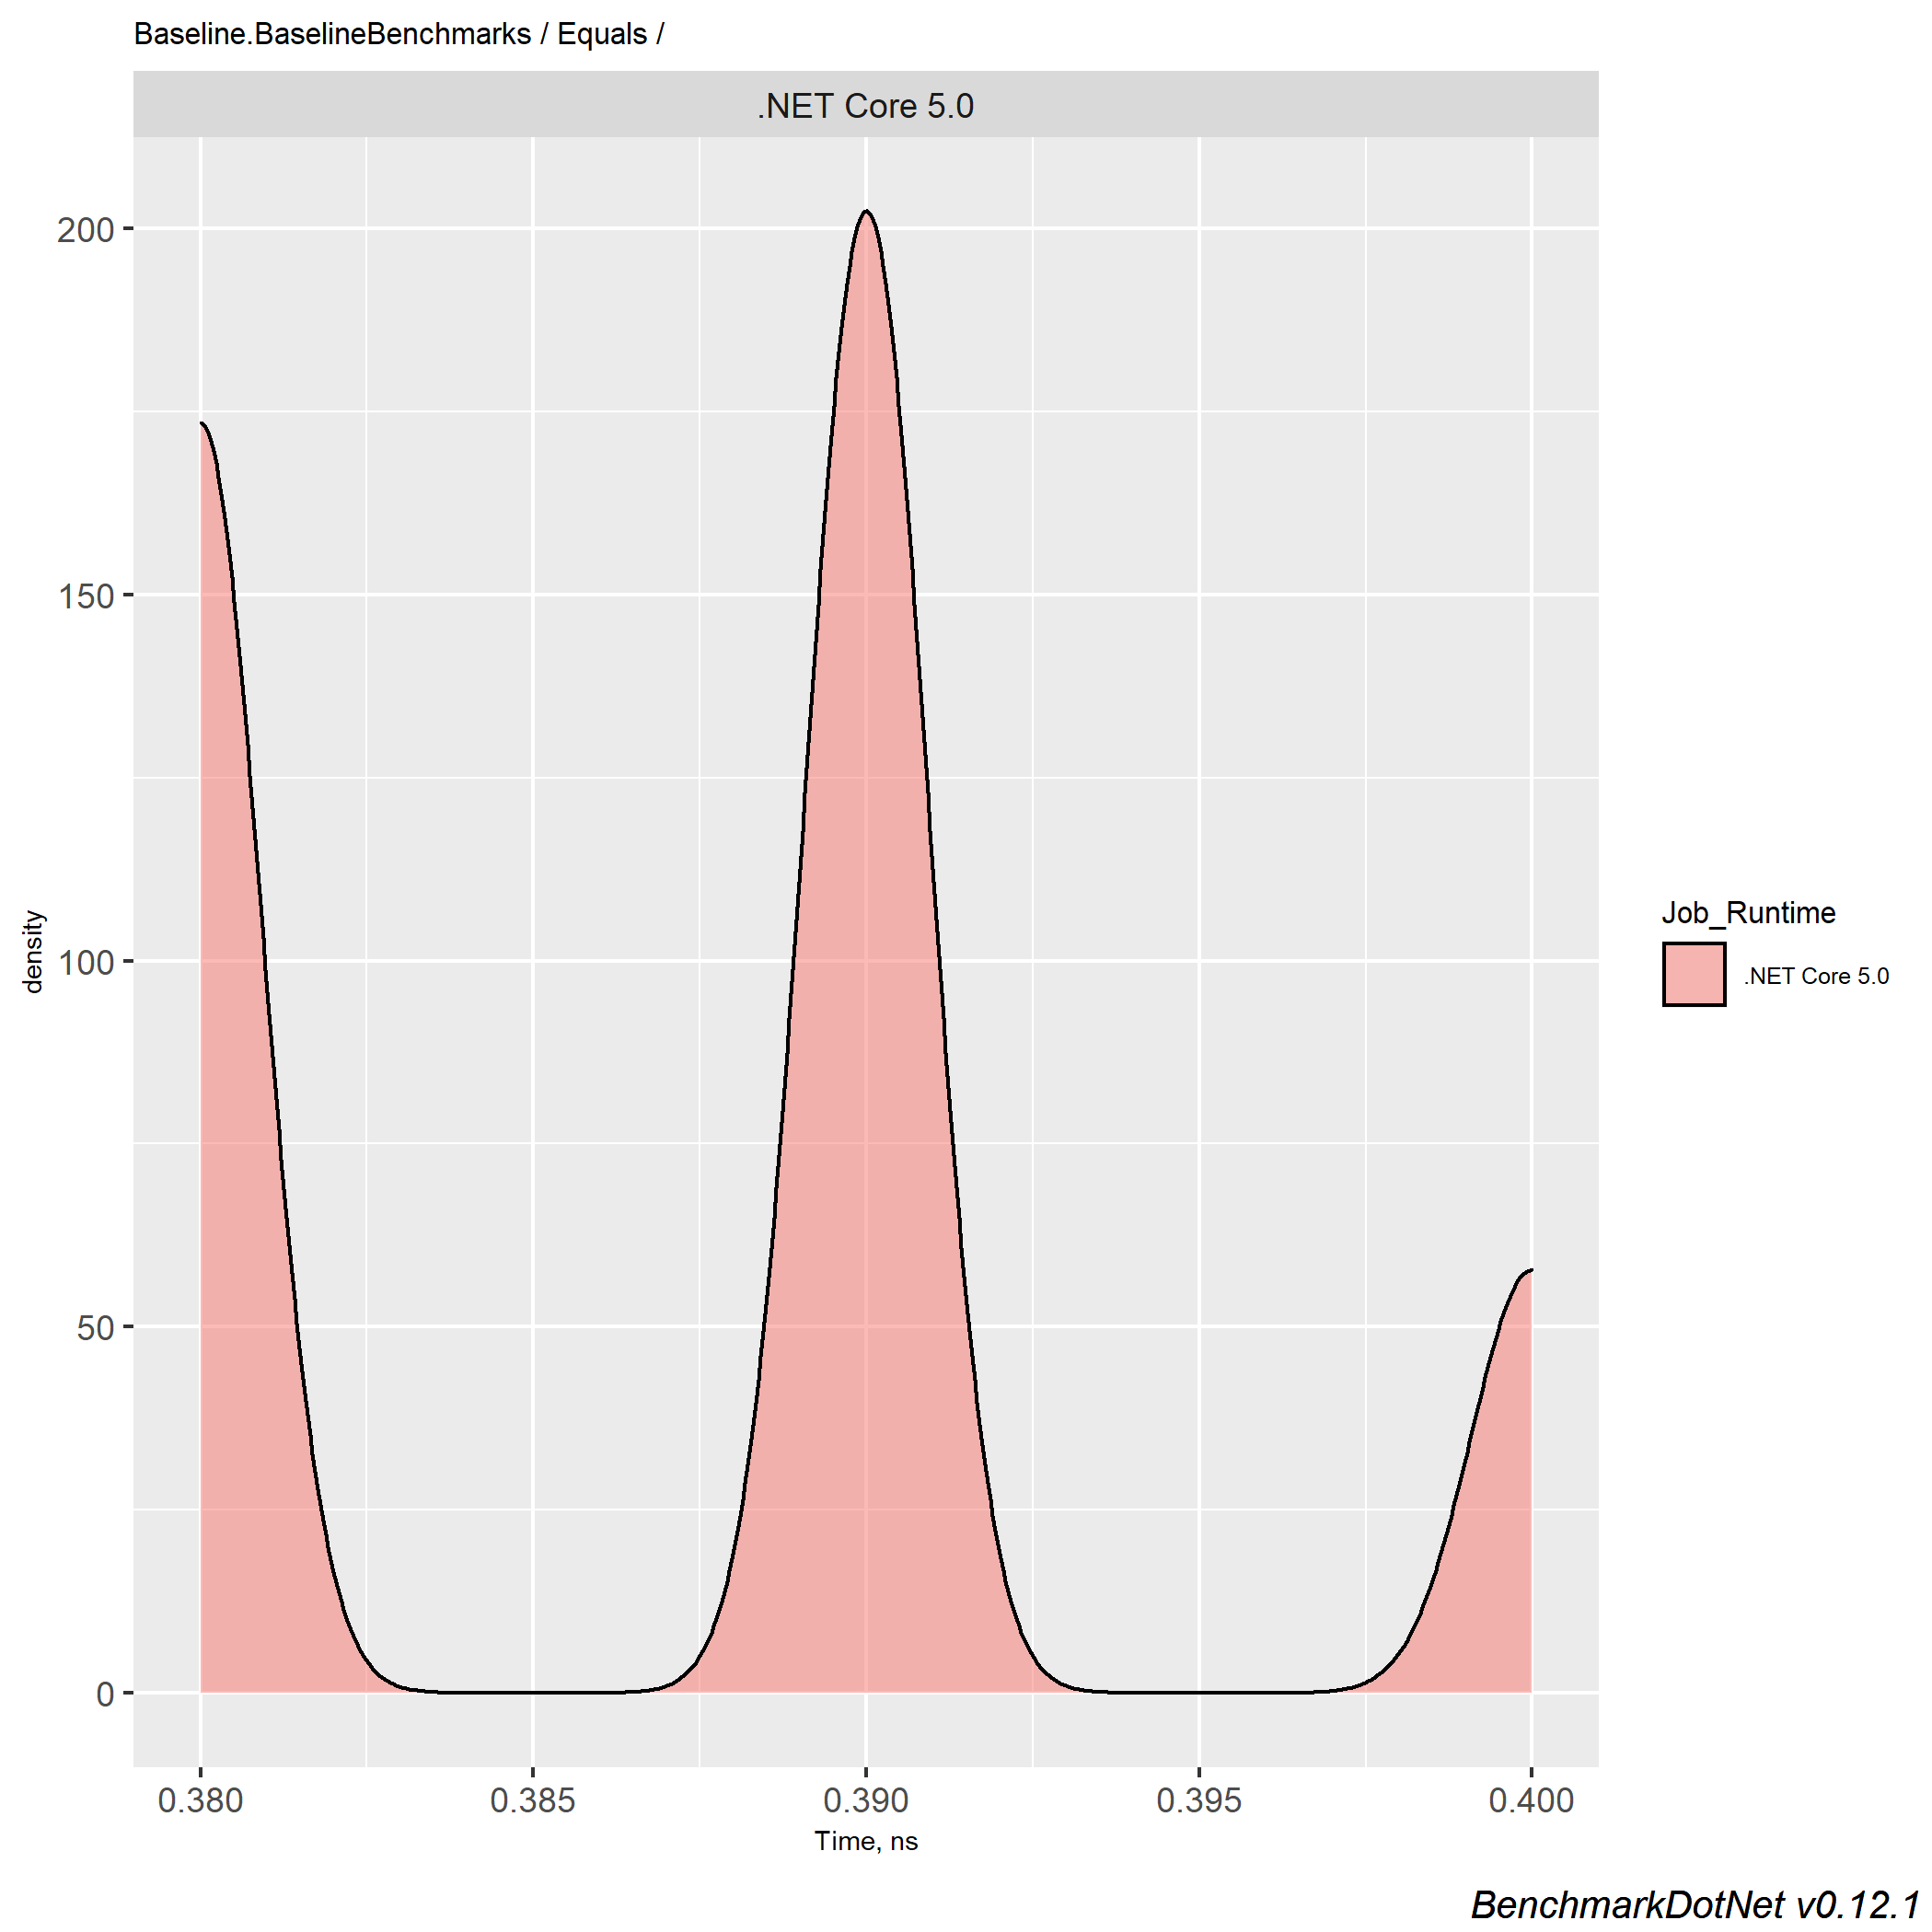 Baseline.BaselineBenchmarks / Equals /
.NET Core 5.0
200
150
100
50
0
density
0.380 0.385 0.390 0.395 0.400
Time, ns
Job_Runtime
.NET Core 5.0
BenchmarkDotNet v0.12.1